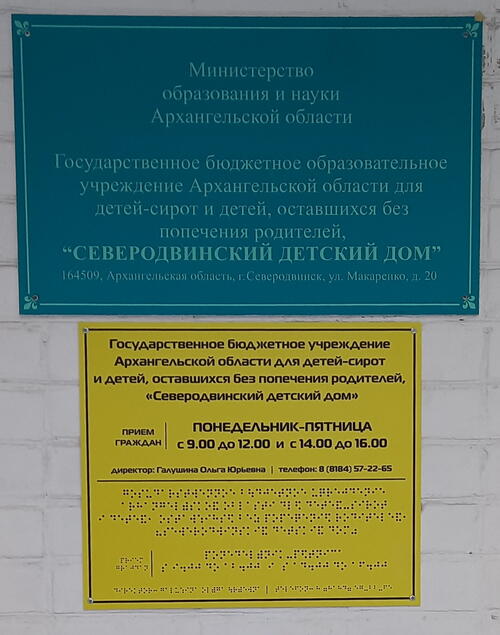 Министерство
образования и науки
Архангельской области
Государственное бюджетное образовательное
учреждение Архангельской области для
детей-сирот и детей, оставшихся без
попечения родителей,
“СЕВЕРОДВИНСКИЙ ДЕТСКИЙ ДОМ”
164509, Архангельская область, г.Северодвинск, ул. Макаренко, д. 20
Государственное бюджетное учреждение
Архангельской области для детей-сирот
и детей, оставшихся без попечения родителей,
«Северодвинский детский дом»
ПРИЕМ ГРАЖДАН | ПОНЕДЕЛЬНИК-ПЯТНИЦА
с 9.00 до 12.00 и с 14.00 до 16.00
директор: Галушина Ольга Юрьевна | телефон: 8 (8184) 57-22-65